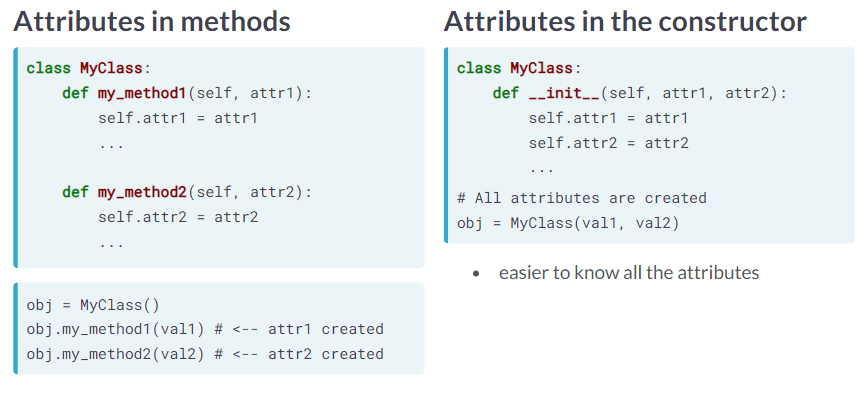 Attributes in methods
class MyClass:
    def my_method1(self, attr1):
        self.attr1 = attr1
        ...
    def my_method2(self, attr2):
        self.attr2 = attr2
        ...
obj = MyClass()
obj.my_method1(val1) # <-- attr1 created
obj.my_method2(val2) # <-- attr2 created
Attributes in the constructor
class MyClass:
    def __init__(self, attr1, attr2):
        self.attr1 = attr1
        self.attr2 = attr2
        ...
# All attributes are created
obj = MyClass(val1, val2)
• easier to know all the attributes